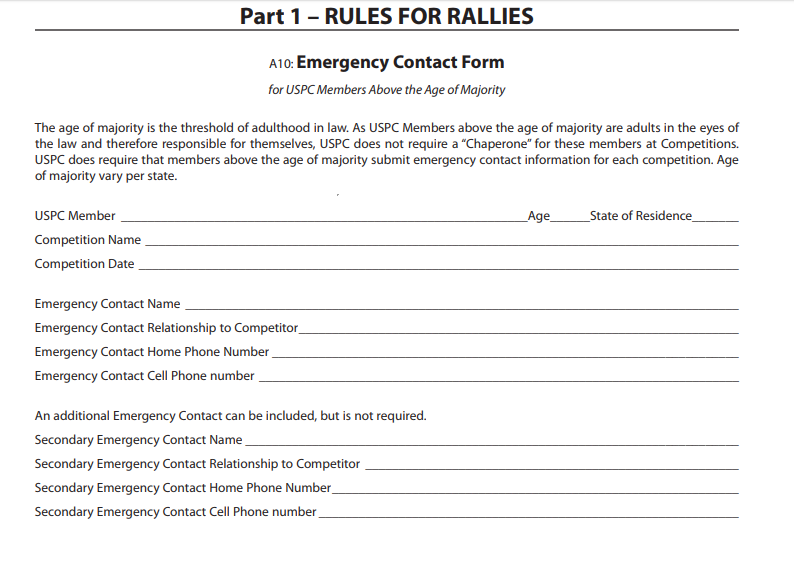 Part 1 – RULES FOR RALLIES
A10: Emergency Contact Form
for USPC Members Above the Age of Majority
The age of majority is the threshold of adulthood in law. As USPC Members above the age of majority are adults in the eyes of
the law and therefore responsible for themselves, USPC does not require a “Chaperone” for these members at Competitions.
USPC does require that members above the age of majority submit emergency contact information for each competition. Age
of majority vary per state.
USPC Member Age State of Residence
Competition Name
Competition Date
Emergency Contact Name
Emergency Contact Relationship to Competitor
Emergency Contact Home Phone Number
Emergency Contact Cell Phone number
An additional Emergency Contact can be included, but is not required.
Secondary Emergency Contact Name
Secondary Emergency Contact Relationship to Competitor
Secondary Emergency Contact Home Phone Number
Secondary Emergency Contact Cell Phone number